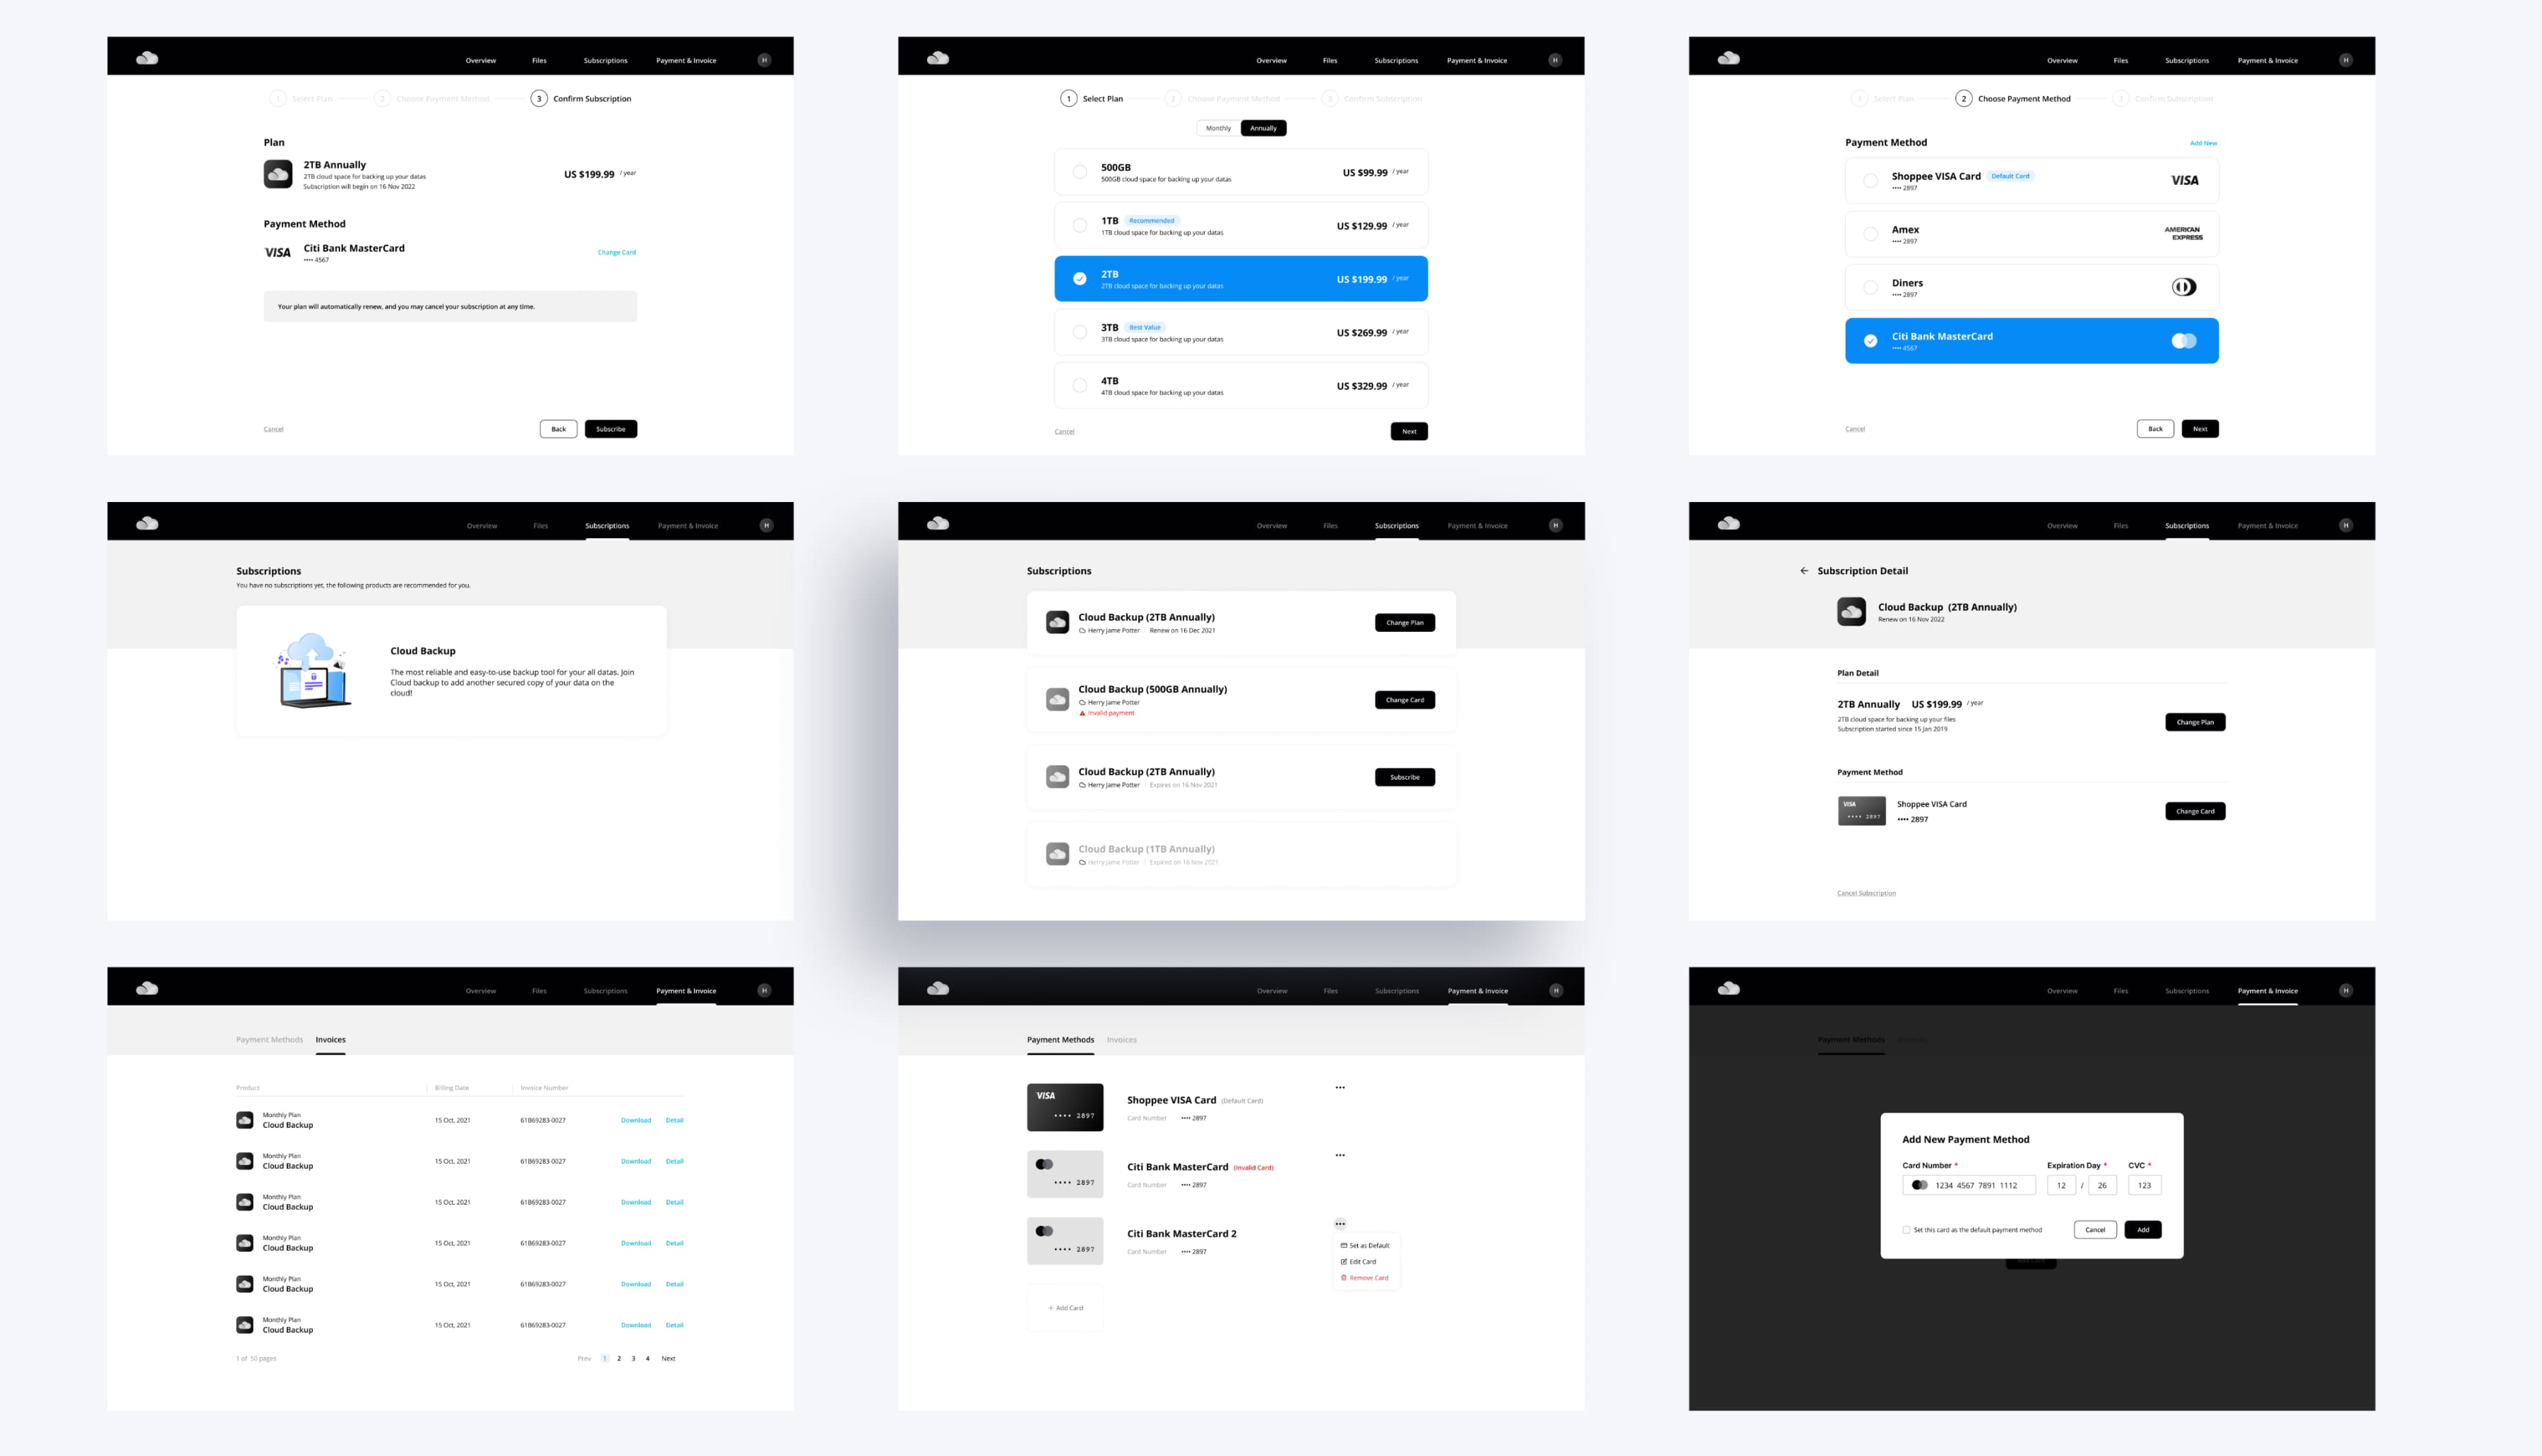 Overview Files Subscriptions Payment & Invoice H
1 Select Plan 2 Choose Payment Method 3 Confirm Subscription
Plan
2TB Annually
2TB cloud space for backing up your datas
Subscription will begin on 16 Nov 2022
US $199.99 / year
Payment Method
VISA Citi Bank MasterCard
•••• 4567
Change Card
Your plan will automatically renew, and you may cancel your subscription at any time.
Cancel Back Subscribe
Overview Files Subscriptions Payment & Invoice H
1 Select Plan 2 Choose Payment Method 3 Confirm Subscription
Monthly Annually
500GB
500GB cloud space for backing up your datas
US $99.99 / year
1TB Recommended
1TB cloud space for backing up your datas
US $129.99 / year
2TB
2TB cloud space for backing up your datas
US $199.99 / year
3TB Best Value
3TB cloud space for backing up your datas
US $269.99 / year
4TB
4TB cloud space for backing up your datas
US $329.99 / year
Cancel Next
Overview Files Subscriptions Payment & Invoice H
1 Select Plan 2 Choose Payment Method 3 Confirm Subscription
Payment Method Add New
Shoppee VISA Card Default Card
•••• 2897
VISA
Amex
•••• 2897
AMERICAN
EXPRESS
Diners
•••• 2897
Citi Bank MasterCard
•••• 4567
Cancel Back Next
Overview Files Subscriptions Payment & Invoice H
Subscriptions
You have no subscriptions yet, the following products are recommended for you.
Cloud Backup
The most reliable and easy-to-use backup tool for your all datas. Join
Cloud backup to add another secured copy of your data on the
cloud!
Overview Files Subscriptions Payment & Invoice H
Subscriptions
Cloud Backup (2TB Annually)
Herry Jame Potter Renew on 16 Dec 2021
Change Plan
Cloud Backup (500GB Annually)
Herry Jame Potter
Invalid payment
Change Card
Cloud Backup (2TB Annually)
Herry Jame Potter Expires on 16 Nov 2021
Subscribe
Cloud Backup (1TB Annually)
Herry Jame Potter Expired on 16 Nov 2021
Overview Files Subscriptions Payment & Invoice H
← Subscription Detail
Cloud Backup (2TB Annually)
Renew on 16 Nov 2022
Plan Detail
2TB Annually US $199.99 / year
2TB cloud space for backing up your files
Subscription started since 15 Jan 2019
Change Plan
Payment Method
VISA
•••• 2897
Shoppee VISA Card
•••• 2897
Change Card
Cancel Subscription
Overview Files Subscriptions Payment & Invoice H
Payment Methods Invoices
Product Billing Date Invoice Number
Monthly Plan
Cloud Backup
15 Oct, 2021 61B69283-0027 Download Detail
Monthly Plan
Cloud Backup
15 Oct, 2021 61B69283-0027 Download Detail
Monthly Plan
Cloud Backup
15 Oct, 2021 61B69283-0027 Download Detail
Monthly Plan
Cloud Backup
15 Oct, 2021 61B69283-0027 Download Detail
Monthly Plan
Cloud Backup
15 Oct, 2021 61B69283-0027 Download Detail
Monthly Plan
Cloud Backup
15 Oct, 2021 61B69283-0027 Download Detail
1 of 50 pages Prev 1 2 3 4 Next
Overview Files Subscriptions Payment & Invoice H
Payment Methods Invoices
VISA
•••• 2897
Shoppee VISA Card (Default Card)
Card Number •••• 2897
•••• 2897
Citi Bank MasterCard (Invalid Card)
Card Number •••• 2897
•••• 2897
Citi Bank MasterCard 2
Card Number •••• 2897
Set as Default
Edit Card
Remove Card
+ Add Card
Overview Files Subscriptions Payment & Invoice H
Payment Methods Invoices
Add New Payment Method
Card Number * Expiration Day * CVC *
1234 4567 7891 1112 12 / 26 123
Set this card as the default payment method Cancel Add